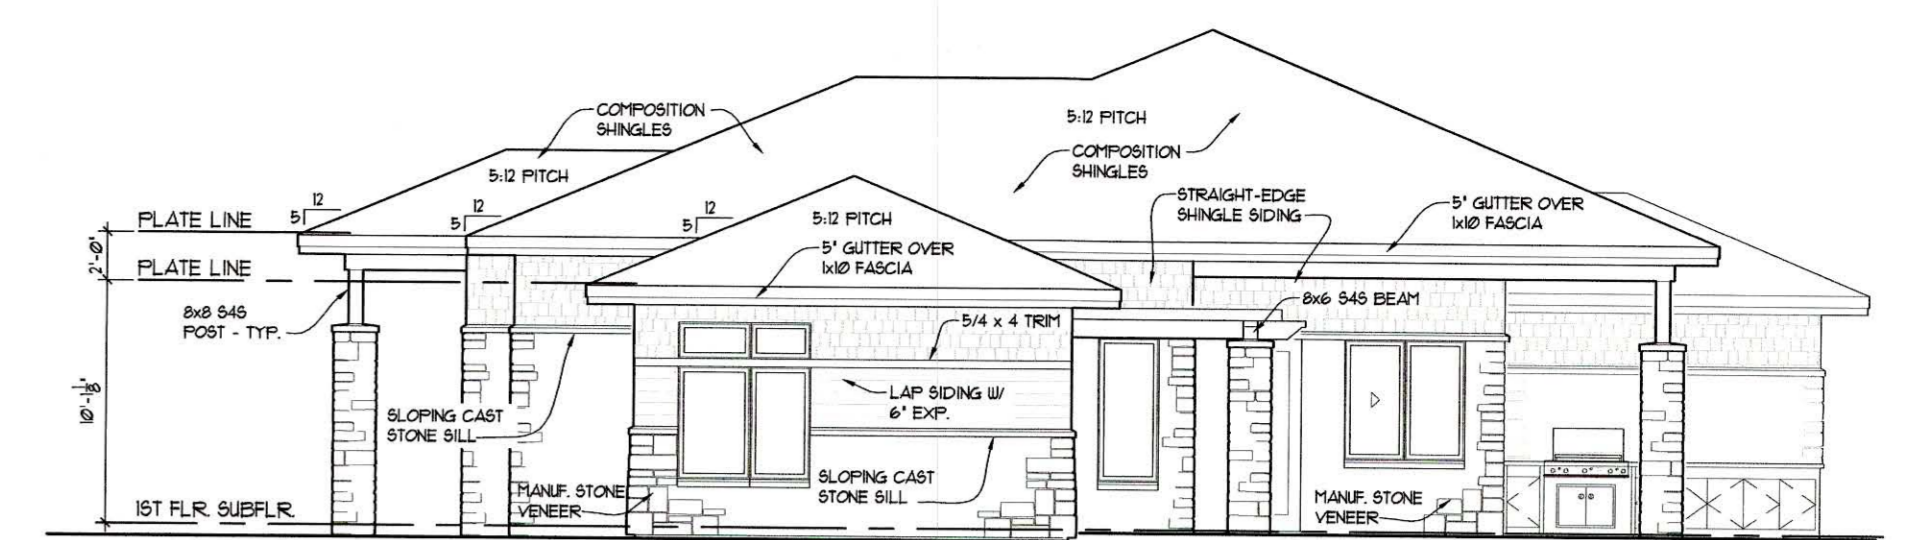 COMPOSITION
SHINGLES
5:12 PITCH
5:12 PITCH
COMPOSITION
SHINGLES
STRAIGHT-EDGE
SHINGLE SIDING
5" GUTTER OVER
1x10 FASCIA
12
5
12
5
12
5
PLATE LINE
2'-0"
PLATE LINE
5:12 PITCH
5" GUTTER OVER
1x10 FASCIA
8x8 S4S
POST - TYP.
8x6 S4S BEAM
5/4 x 4 TRIM
10'-1 1/8"
LAP SIDING W/
6" EXP.
SLOPING CAST
STONE SILL
SLOPING CAST
STONE SILL
MANUF. STONE
VENEER
MANUF. STONE
VENEER
1ST FLR. SUBFLR.